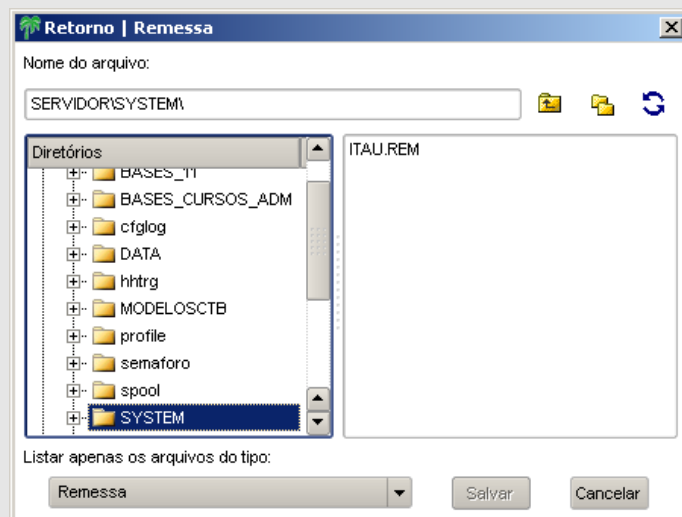 Retorno | Remessa
Nome do arquivo:
SERVIDOR\SYSTEM\
Diretórios
BASES_11
BASES_CURSOS_ADM
cfglog
DATA
hhtrg
MODELOSCTB
profile
semaforo
spool
SYSTEM
ITAU.REM
Listar apenas os arquivos do tipo:
Remessa
Salvar
Cancelar